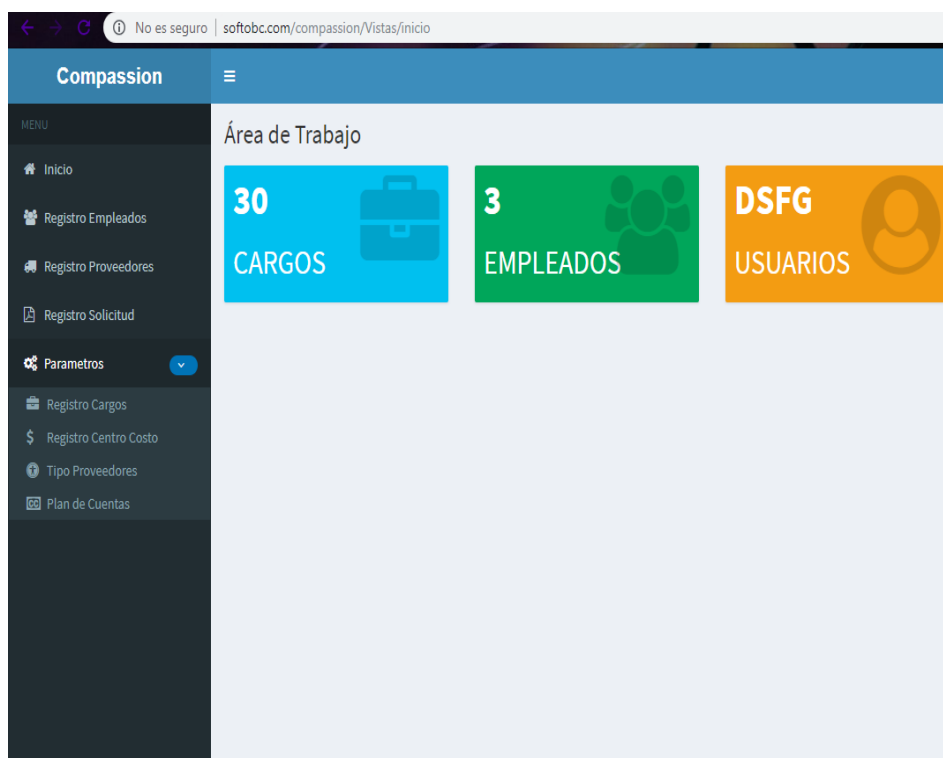 No es seguro | softobc.com/compassion/Vistas/inicio
Compassion
MENU
Inicio
Registro Empleados
Registro Proveedores
Registro Solicitud
Parametros
Registro Cargos
$ Registro Centro Costo
Tipo Proveedores
CC Plan de Cuentas
Área de Trabajo
30
CARGOS
3
EMPLEADOS
DSFG
USUARIOS